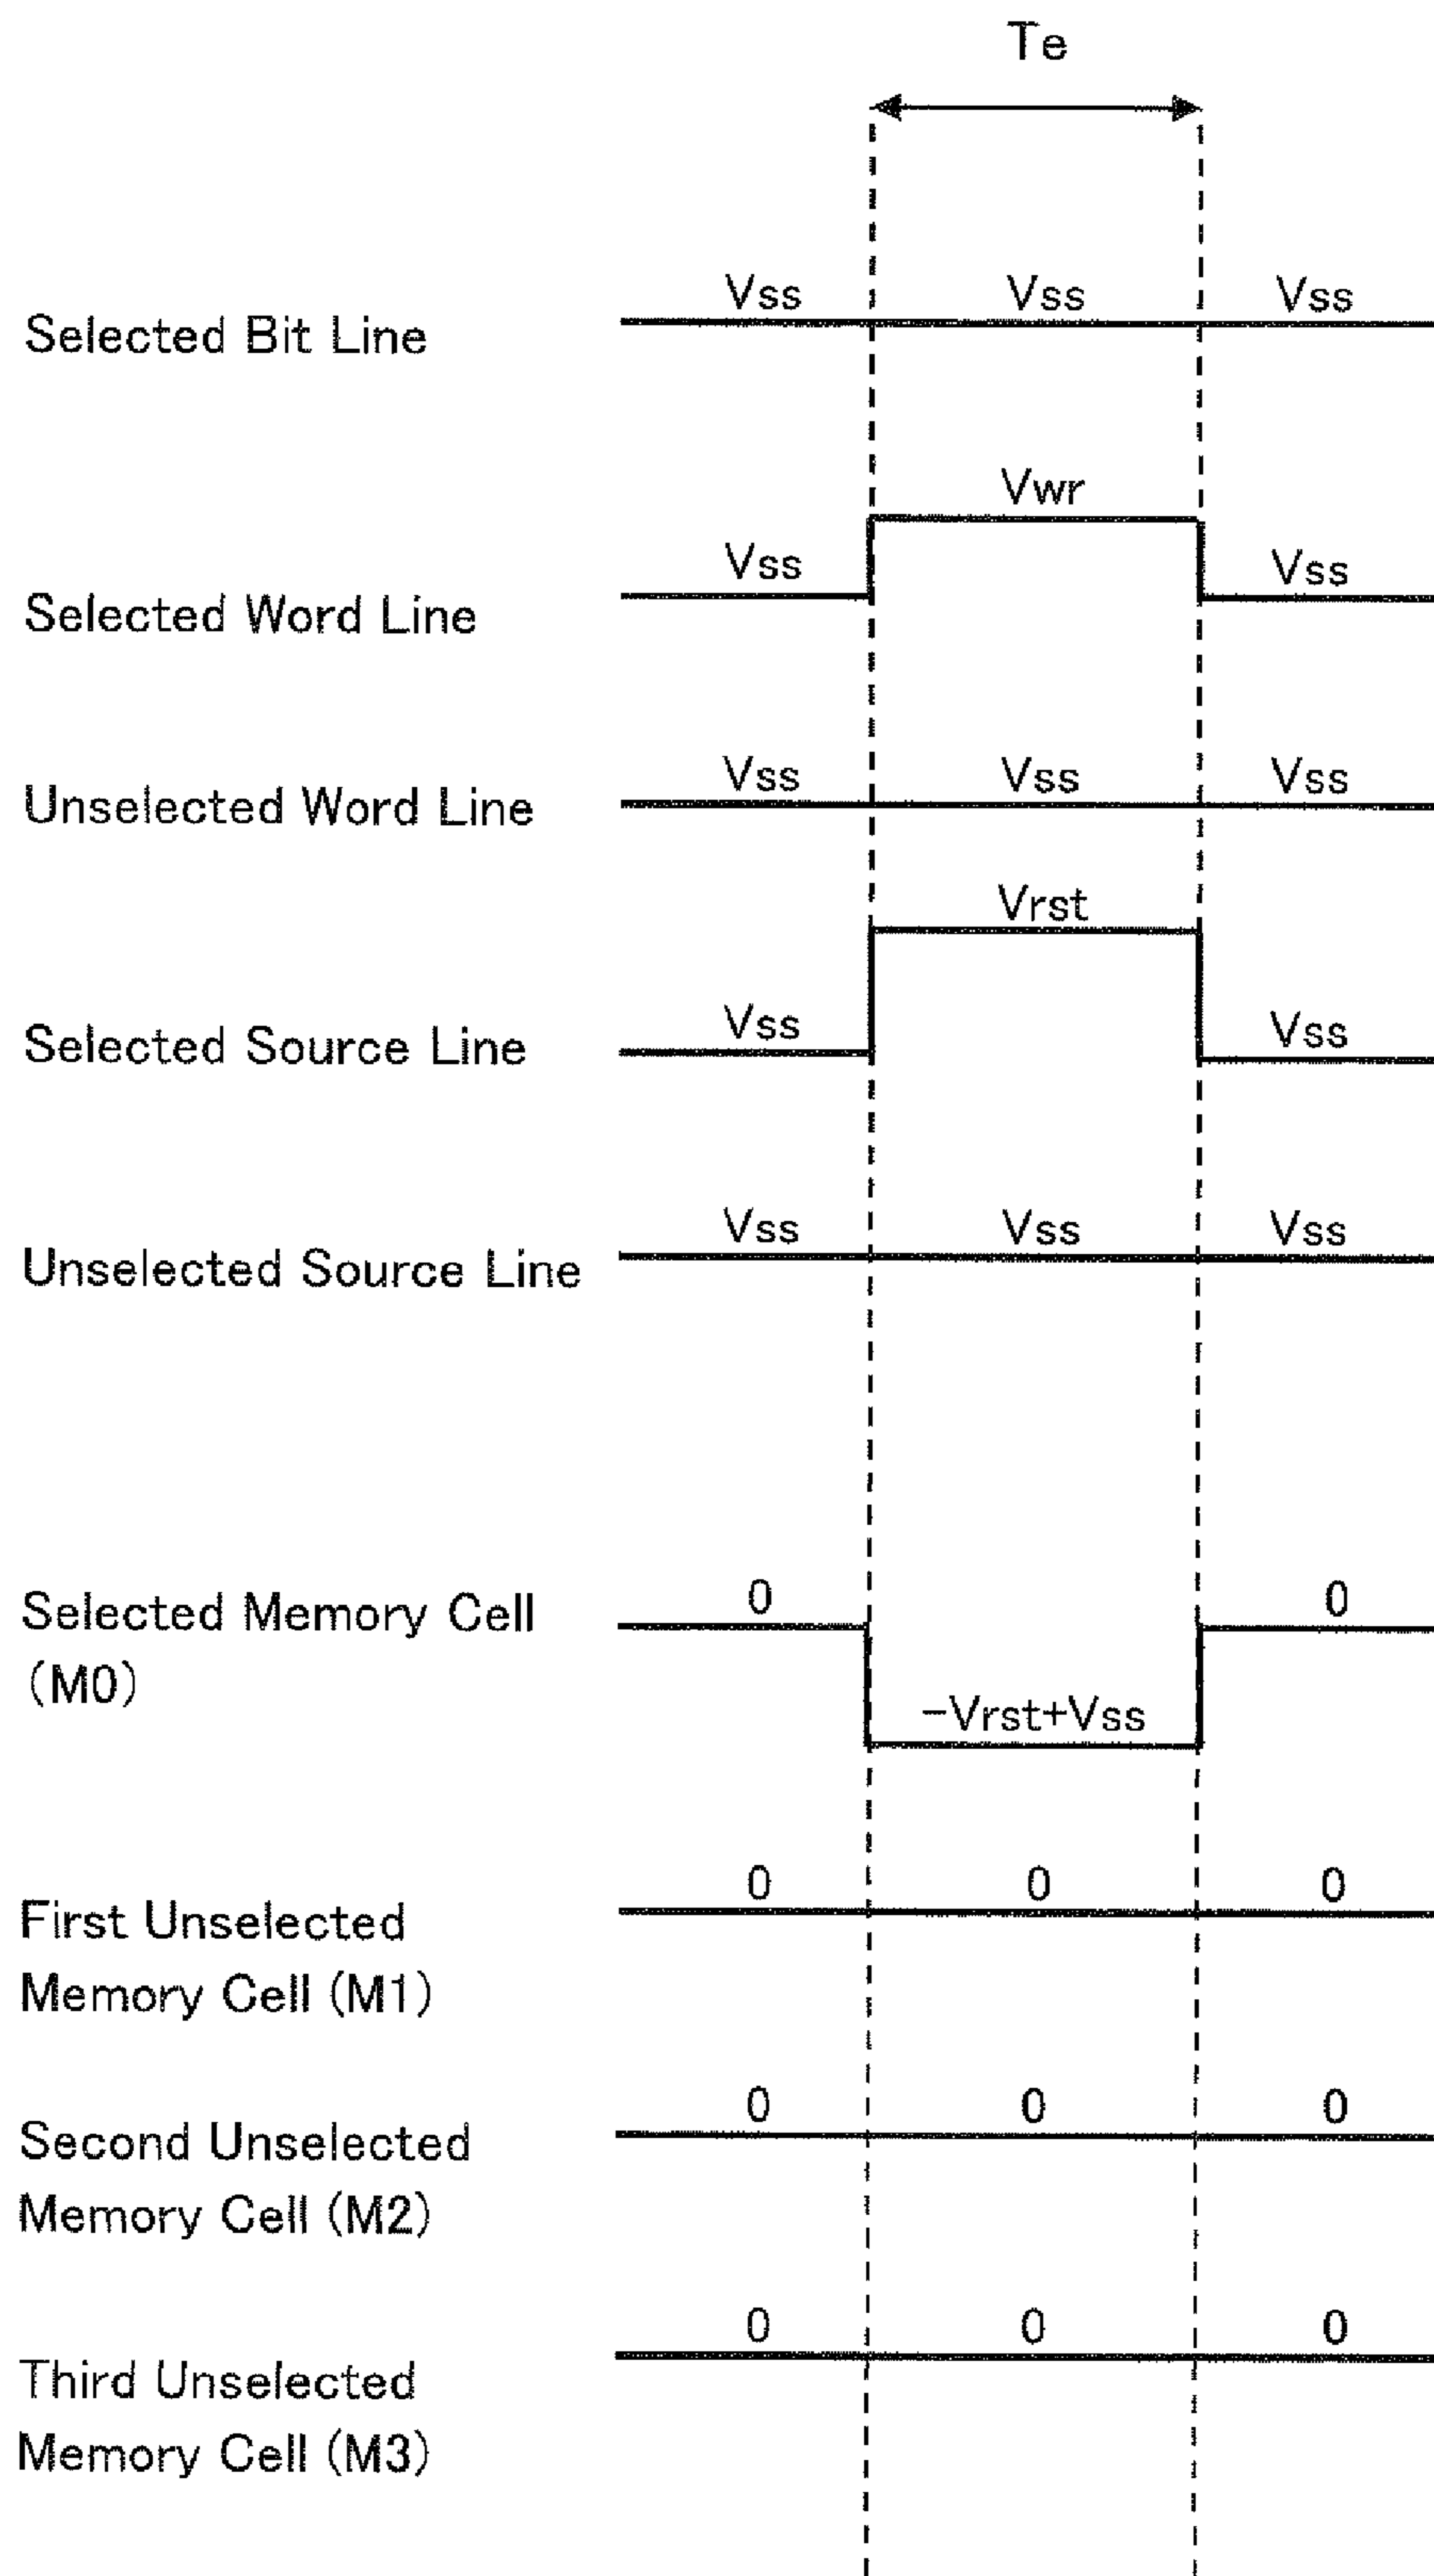 Te
Selected Bit Line Vss Vss Vss
Selected Word Line Vss Vwr Vss
Unselected Word Line Vss Vss Vss
Selected Source Line Vss Vrst Vss
Unselected Source Line Vss Vss Vss
Selected Memory Cell 0 0
(M0) -Vrst+Vss
First Unselected 0 0 0
Memory Cell (M1)
Second Unselected 0 0 0
Memory Cell (M2)
Third Unselected 0 0 0
Memory Cell (M3)